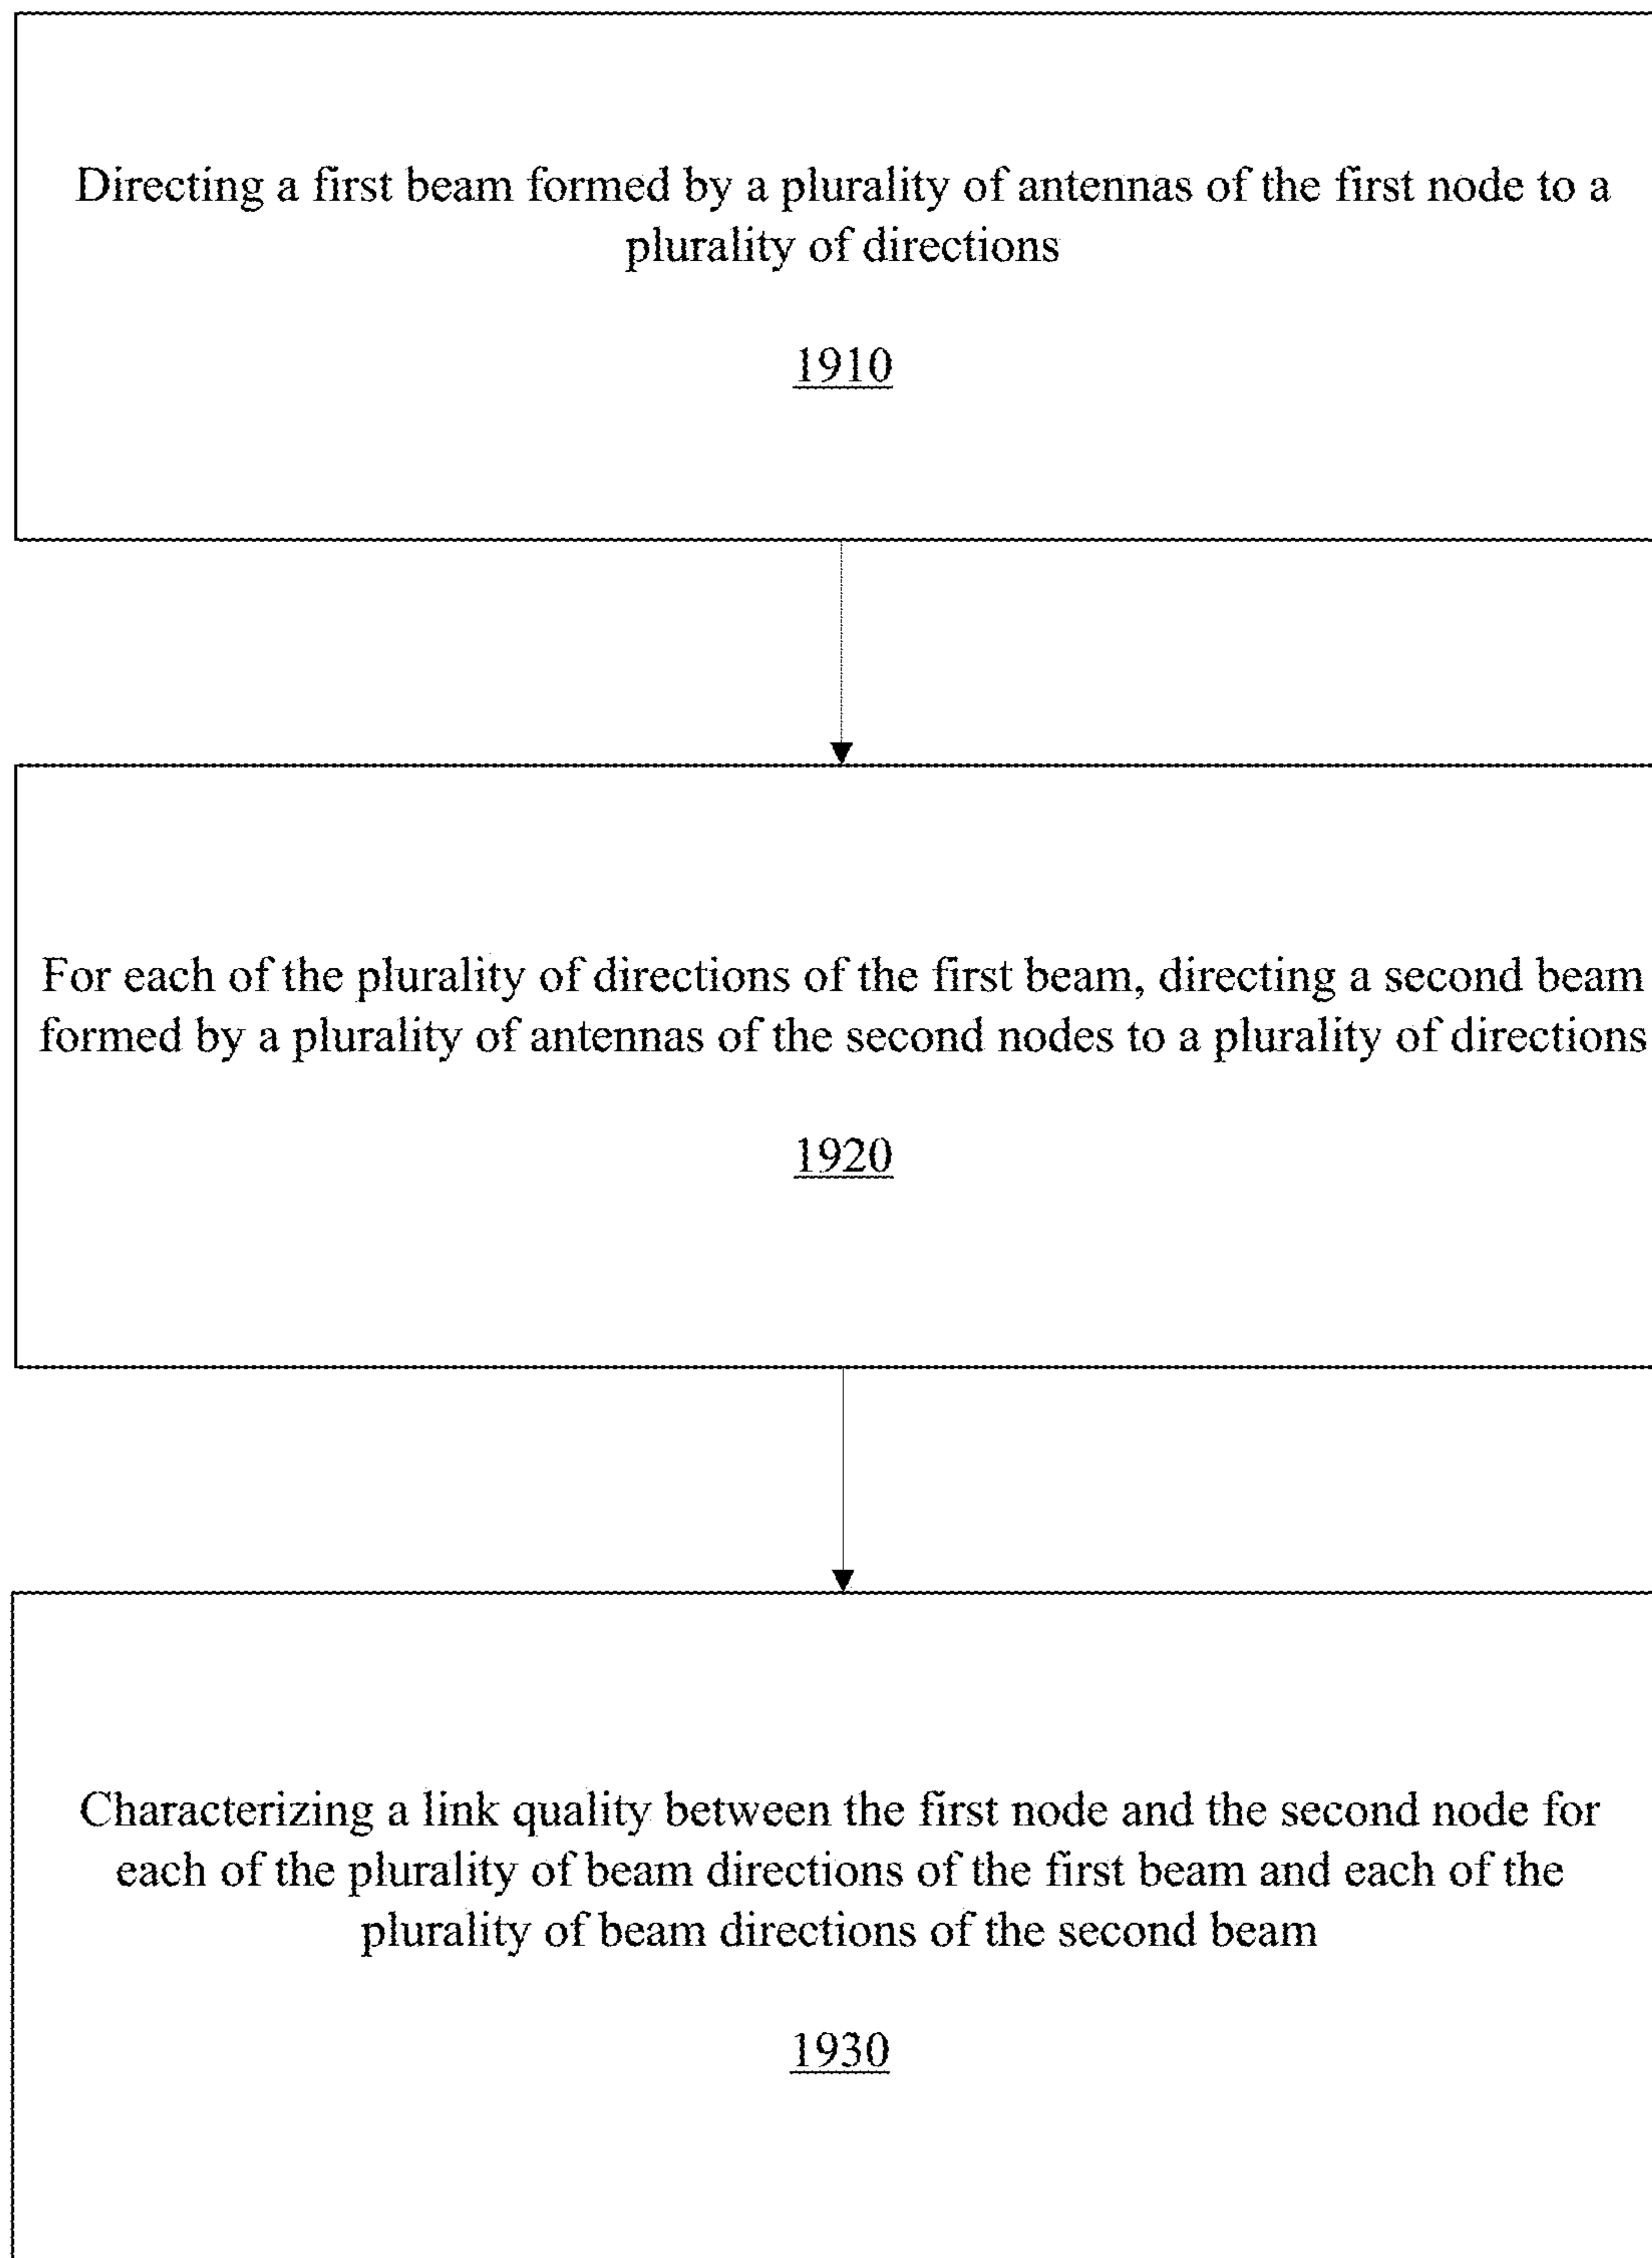 Directing a first beam formed by a plurality of antennas of the first node to a
plurality of directions
1910
For each of the plurality of directions of the first beam, directing a second beam
formed by a plurality of antennas of the second nodes to a plurality of directions
1920
Characterizing a link quality between the first node and the second node for
each of the plurality of beam directions of the first beam and each of the
plurality of beam directions of the second beam
1930